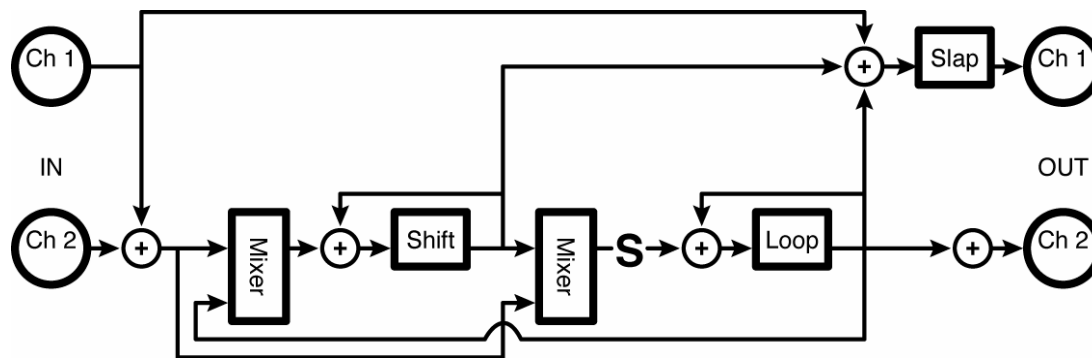 Ch 1
+
Slap
Ch 1
IN
OUT
Ch 2
+
Mixer
+
Shift
Mixer
S
+
Loop
+
Ch 2